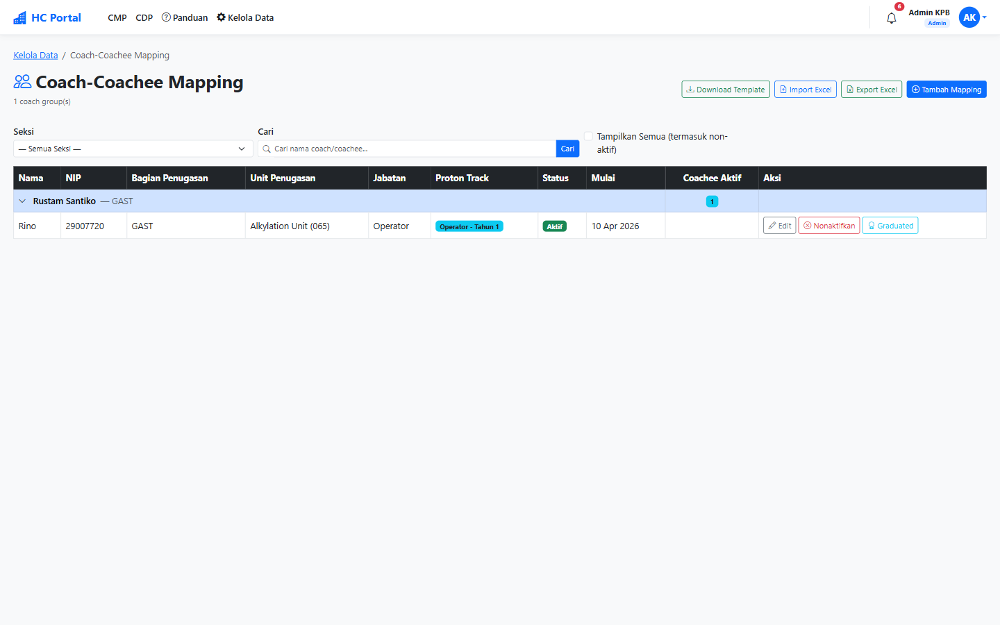 HC Portal CMP CDP Panduan Kelola Data 6 Admin KPB Admin AK
Kelola Data / Coach-Coachee Mapping
Coach-Coachee Mapping
1 coach group(s)
Download Template Import Excel Export Excel Tambah Mapping
Seksi
— Semua Seksi —
Cari
Cari nama coach/coachee... Cari
Tampilkan Semua (termasuk non-
aktif)
Nama NIP Bagian Penugasan Unit Penugasan Jabatan Proton Track Status Mulai Coachee Aktif Aksi
Rustam Santiko — GAST 1
Rino 29007720 GAST Alkylation Unit (065) Operator Operator - Tahun 1 Aktif 10 Apr 2026 Edit Nonaktifkan Graduated